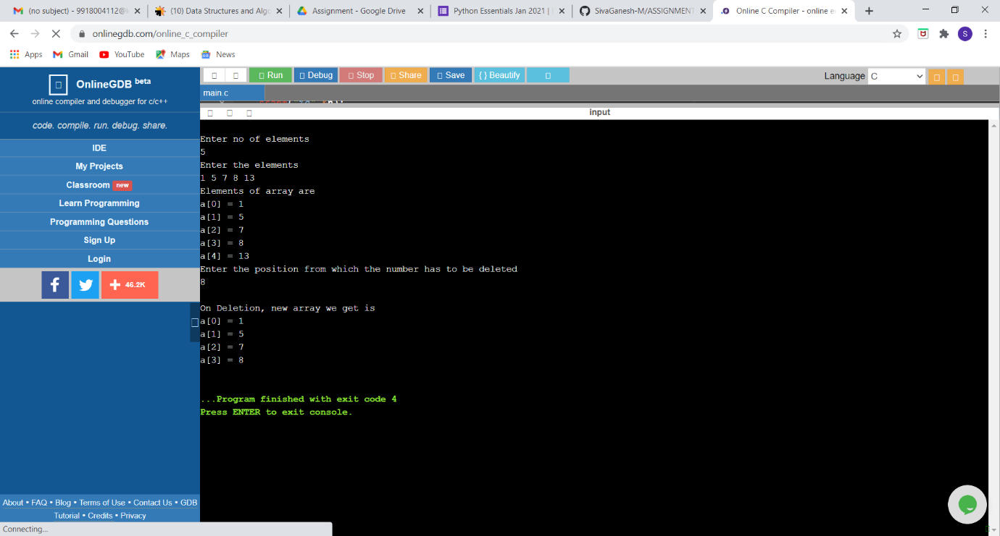 (no subject) - 9918004112@
(10) Data Structures and Algo
Assignment - Google Drive
Python Essentials Jan 2021 |
SivaGanesh-M/ASSIGNMENT
Online C Compiler - online e
onlinegdb.com/online_c_compiler
S
Apps
Gmail
YouTube
Maps
News
OnlineGDB beta
online compiler and debugger for c/c++
code. compile. run. debug. share.
IDE
My Projects
Classroom new
Learn Programming
Programming Questions
Sign Up
Login
46.2K
About • FAQ • Blog • Terms of Use • Contact Us • GDB
Tutorial • Credits • Privacy
Connecting...
Run
Debug
Stop
Share
Save
{ } Beautify
Language C
main.c
input
Enter no of elements
5
Enter the elements
1 5 7 8 13
Elements of array are
a[0] = 1
a[1] = 5
a[2] = 7
a[3] = 8
a[4] = 13
Enter the position from which the number has to be deleted
8
On Deletion, new array we get is
a[0] = 1
a[1] = 5
a[2] = 7
a[3] = 8
...Program finished with exit code 4
Press ENTER to exit console.